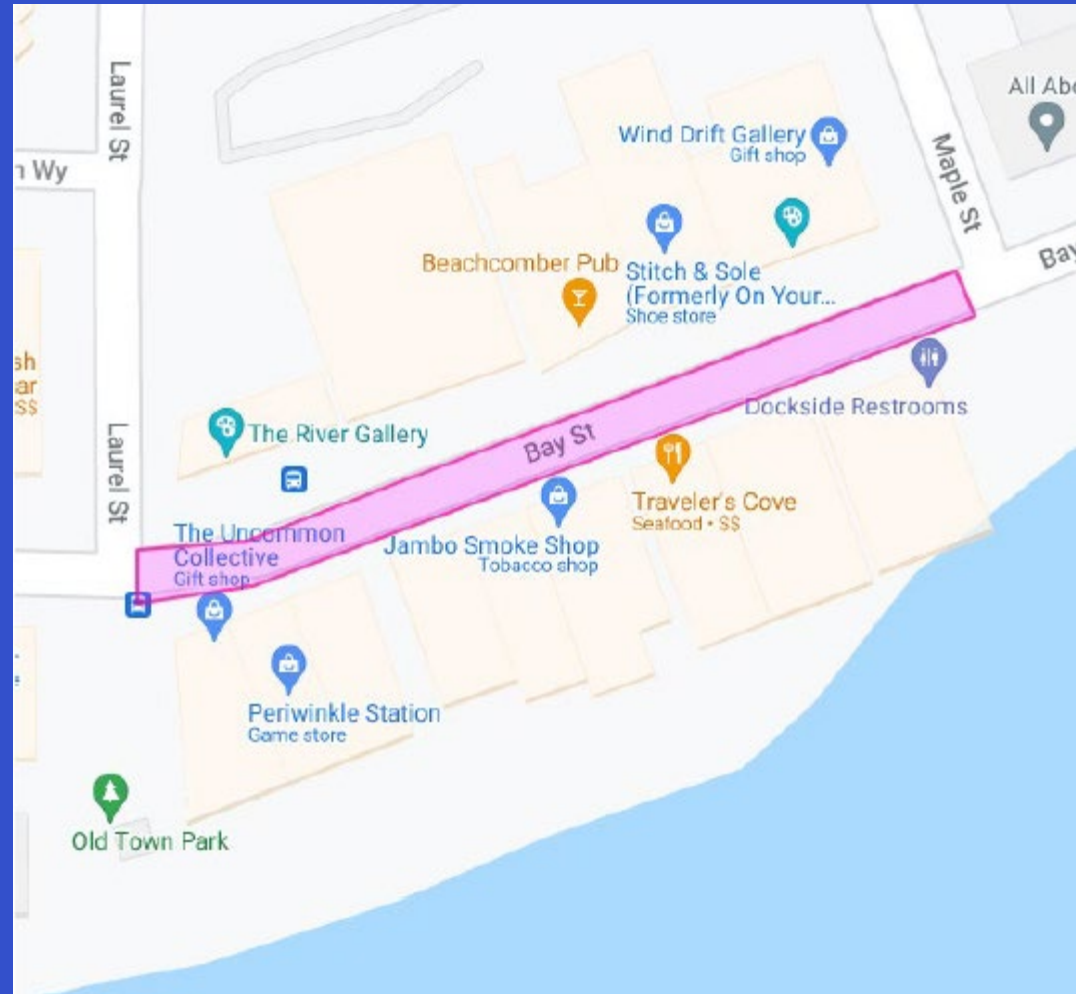 Laurel St
All Abo
Wind Drift Gallery
Gift shop
Maple St
n Wy
Beachcomber Pub
Stitch & Sole
(Formerly On Your...
Shoe store
Bay
sh
ar
$$
Dockside Restrooms
The River Gallery
Bay St
Laurel St
Traveler's Cove
Seafood • $$
The Uncommon
Collective
Gift shop
Jambo Smoke Shop
Tobacco shop
Periwinkle Station
Game store
Old Town Park